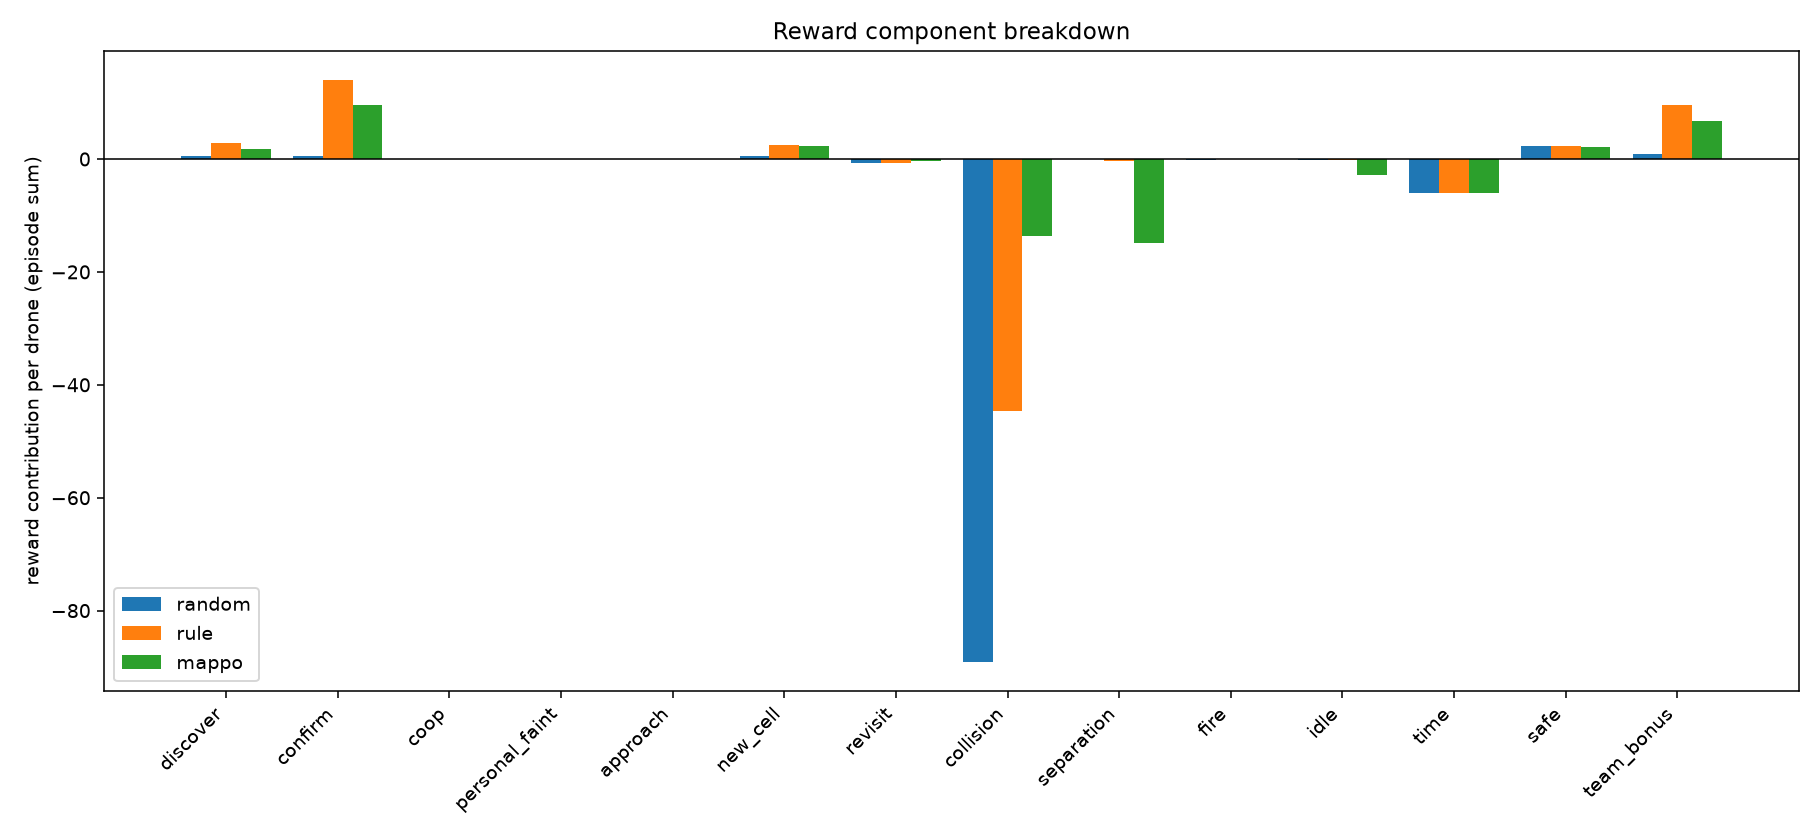 Reward component breakdown
reward contribution per drone (episode sum)
0
−20
−40
−60
−80
random
rule
mappo
discover
confirm
coop
personal_faint
approach
new_cell
revisit
collision
separation
fire
idle
time
safe
team_bonus